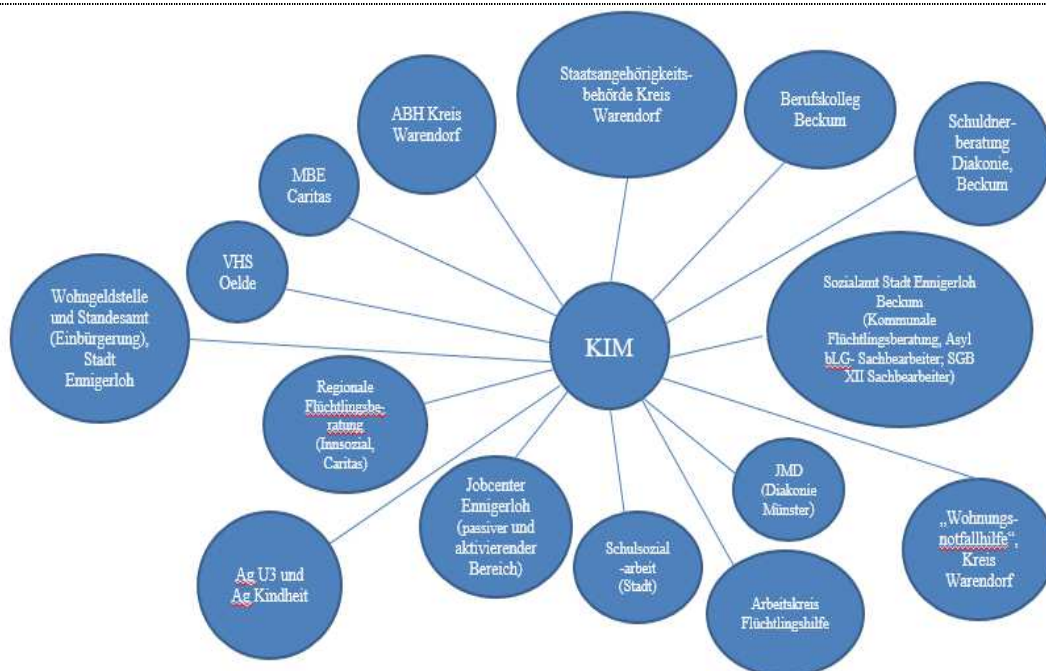 Staatsangehörigkeits-
behörde Kreis
Warendorf
Berufskolleg
Beckum
ABH Kreis
Warendorf
Schuldner-
beratung
Diakonie,
Beckum
MBE
Caritas
VHS
Oelde
Wohngeldstelle
und Standesamt
(Einbürgerung),
Stadt
Ennigerloh
KIM
Sozialamt Stadt Ennigerloh
Beckum
(Kommunale
Flüchtlingsberatung, Asyl
bLG- Sachbearbeiter; SGB
XII Sachbearbeiter)
Regionale
Flüchtlingsbe-
ratung
(Innsozial,
Caritas)
Jobcenter
Ennigerloh
(passiver und
aktivierender
Bereich)
JMD
(Diakonie
Münster)
„Wohnungs-
notfallhilfe“,
Kreis
Warendorf
Schulsozial
-arbeit
(Stadt)
Ag U3 und
Ag Kindheit
Arbeitskreis
Flüchtlingshilfe